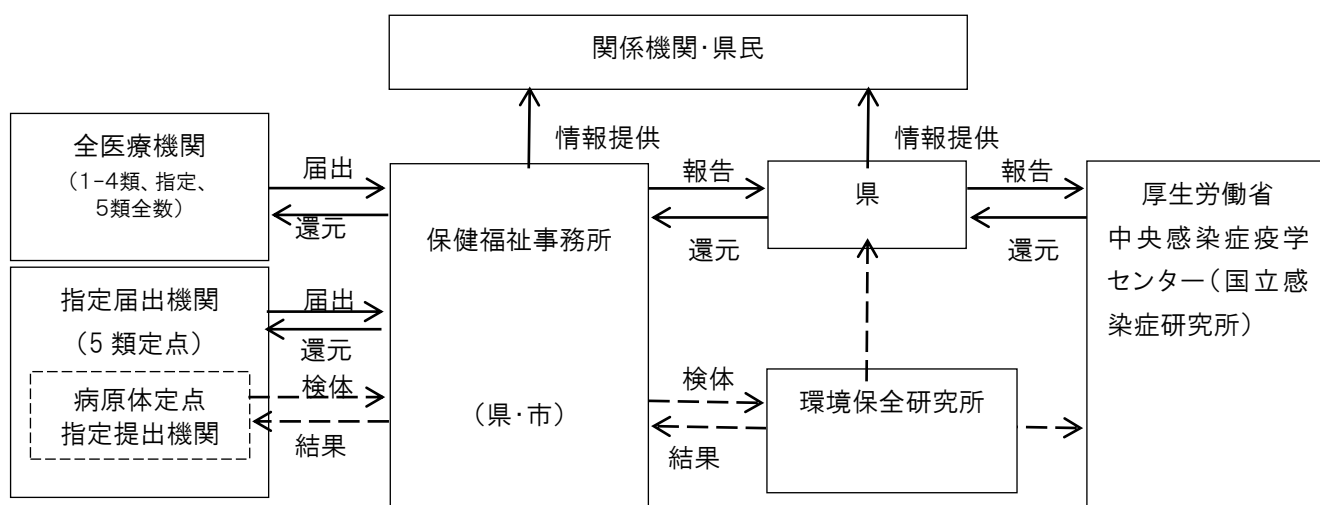 関係機関・県民
情報提供
情報提供
全医療機関
（1-4類、指定、
5類全数）
届出
還元
保健福祉事務所
（県・市）
報告
還元
県
報告
還元
厚生労働省
中央感染症疫学
センター（国立感
染症研究所）
指定届出機関
（5 類定点）
届出
還元
病原体定点
指定提出機関
検体
結果
検体
結果
環境保全研究所